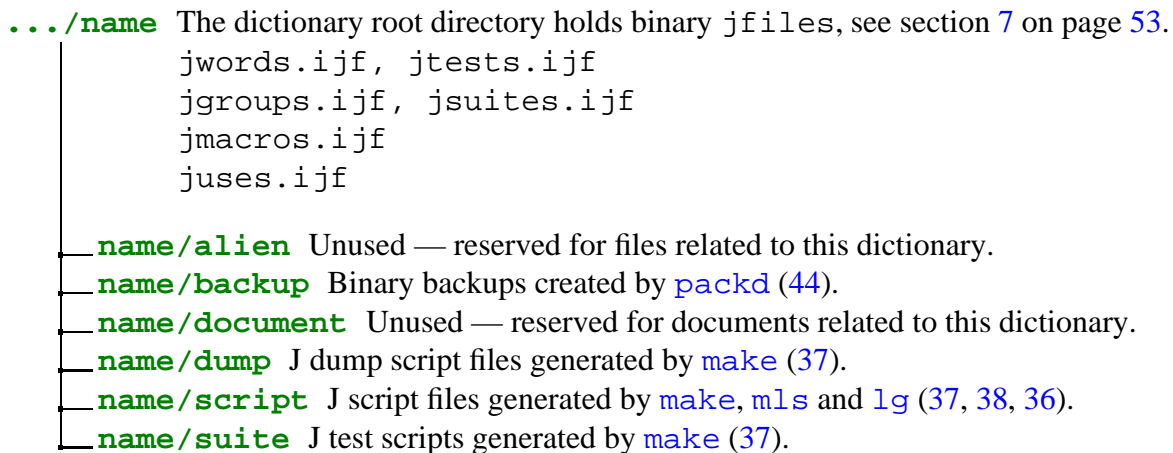 .../name The dictionary root directory holds binary jfiles, see section 7 on page 53.
jwords.ijf, jtests.ijf
jgroups.ijf, jsuites.ijf
jmacros.ijf
juses.ijf
name/alien Unused — reserved for files related to this dictionary.
name/backup Binary backups created by packd (44).
name/document Unused — reserved for documents related to this dictionary.
name/dump J dump script files generated by make (37).
name/script J script files generated by make, mls and lg (37, 38, 36).
name/suite J test scripts generated by make (37).